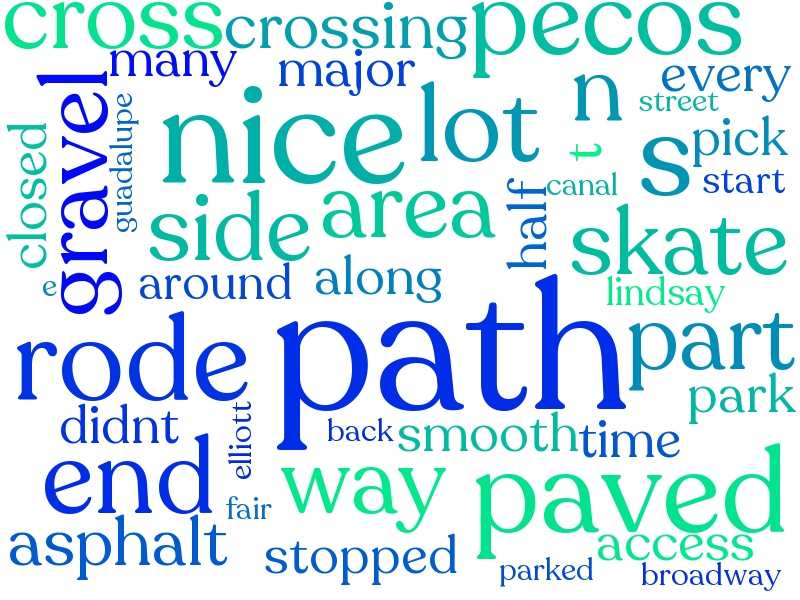 cross
crossing
pecos
many
major
every
gravel
nice
lot
n
street
closed
guadalupe
t
s
pick
canal
start
side
area
half
skate
e
around
along
lindsay
rode
path
part
park
didnt
elliott
back
smooth
time
end
way
paved
fair
asphalt
stopped
access
parked
broadway